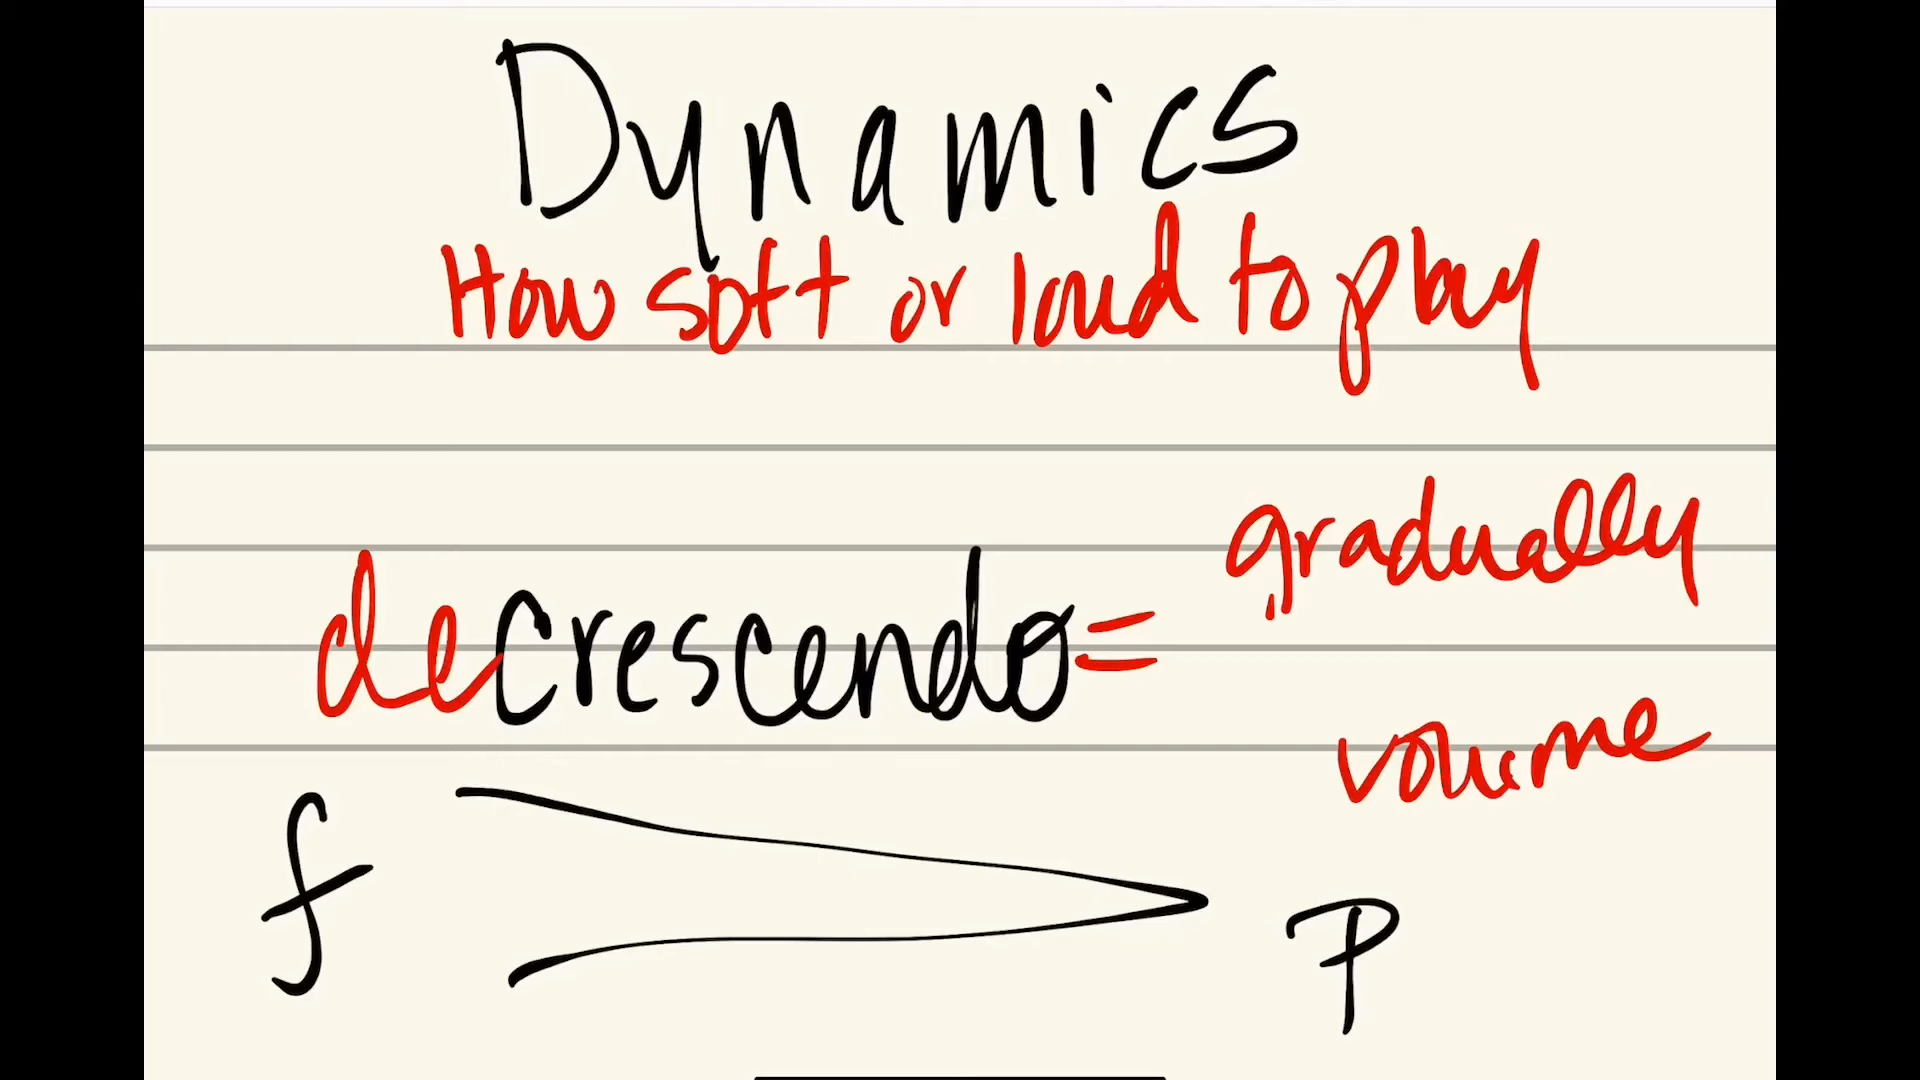 Dynamics
How soft or loud to play
gradually
decrescendo=
volume
f
p